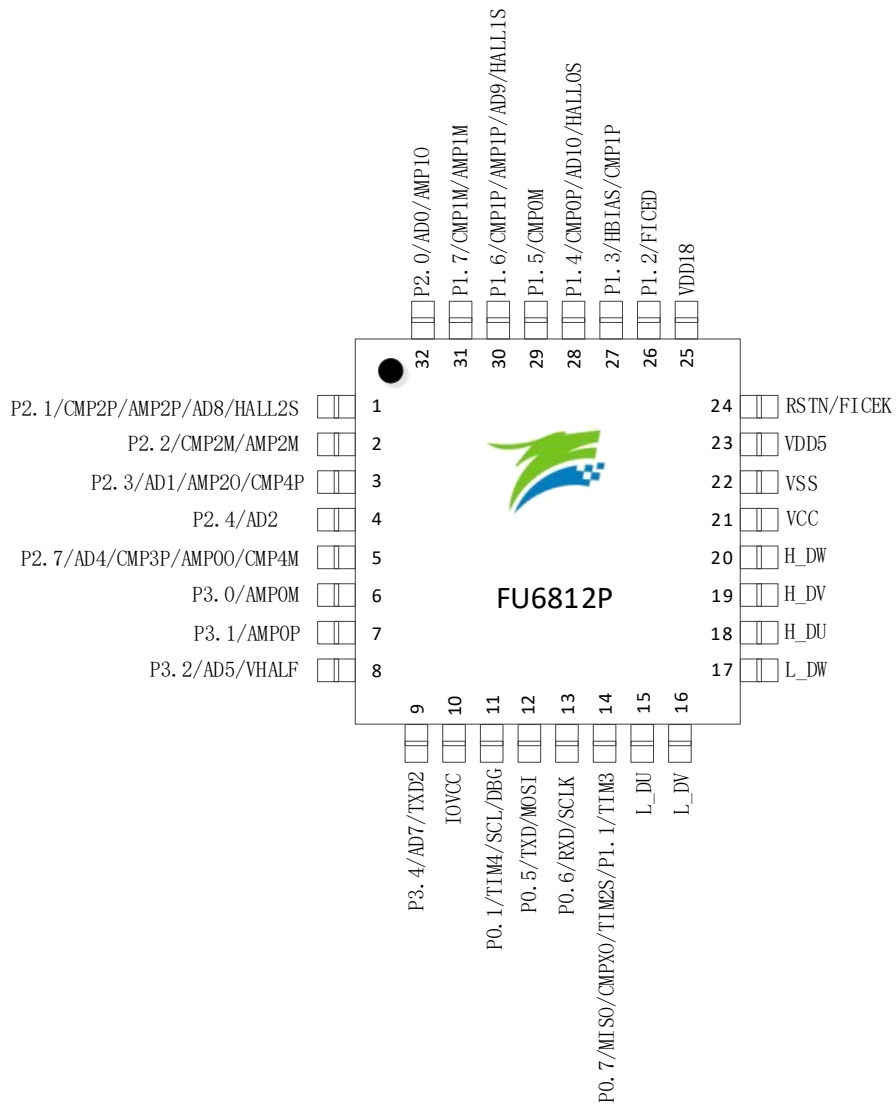 P2.0/AD0/AMP1O
P1.7/CMP1M/AMP1M
P1.6/CMP1P/AMP1P/AD9/HALL1S
P1.5/CMP0M
P1.4/CMP0P/AD10/HALL0S
P1.3/HBIAS/CMP1P
P1.2/FICED
VDD18
32
31
30
29
28
27
26
25
P2.1/CMP2P/AMP2P/AD8/HALL2S
1
P2.2/CMP2M/AMP2M
2
P2.3/AD1/AMP2O/CMP4P
3
P2.4/AD2
4
P2.7/AD4/CMP3P/AMP0O/CMP4M
5
P3.0/AMP0M
6
P3.1/AMP0P
7
P3.2/AD5/VHALF
8
24
RSTN/FICEK
23
VDD5
22
VSS
21
VCC
20
H_DW
19
H_DV
18
H_DU
17
L_DW
FU6812P
9
10
11
12
13
14
15
16
P3.4/AD7/TXD2
IOVCC
P0.1/TIM4/SCL/DBG
P0.5/TXD/MOSI
P0.6/RXD/SCLK
P0.7/MISO/CMPXO/TIM2S/P1.1/TIM3
L_DU
L_DV